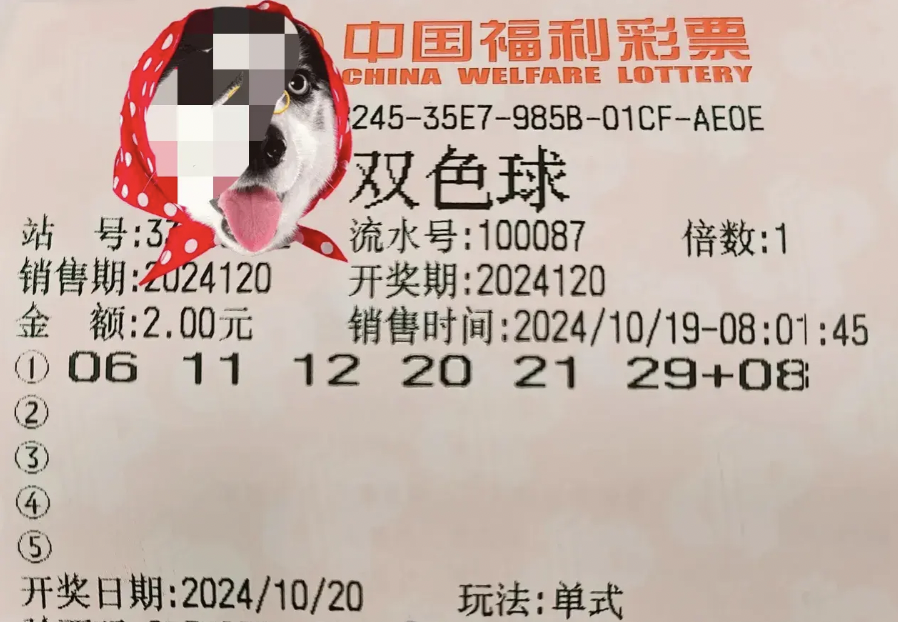 中国福利彩票
CHINA WELFARE LOTTERY
245-35E7-985B-01CF-AE0E
双色球
站 号:33 流水号:100087 倍数:1
销售期:2024120 开奖期:2024120
金 额:2.00元 销售时间:2024/10/19-08:01:45
① 06 11 12 20 21 29+08
②
③
④
⑤
开奖日期:2024/10/20 玩法:单式